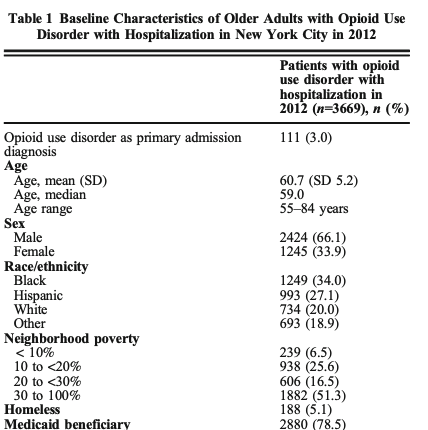 Table 1 Baseline Characteristics of Older Adults with Opioid Use
Disorder with Hospitalization in New York City in 2012
Patients with opioid
use disorder with
hospitalization in
2012 (n=3669), n (%)
Opioid use disorder as primary admission 111 (3.0)
diagnosis
Age
Age, mean (SD) 60.7 (SD 5.2)
Age, median 59.0
Age range 55–84 years
Sex
Male 2424 (66.1)
Female 1245 (33.9)
Race/ethnicity
Black 1249 (34.0)
Hispanic 993 (27.1)
White 734 (20.0)
Other 693 (18.9)
Neighborhood poverty
< 10% 239 (6.5)
10 to <20% 938 (25.6)
20 to <30% 606 (16.5)
30 to 100% 1882 (51.3)
Homeless 188 (5.1)
Medicaid beneficiary 2880 (78.5)